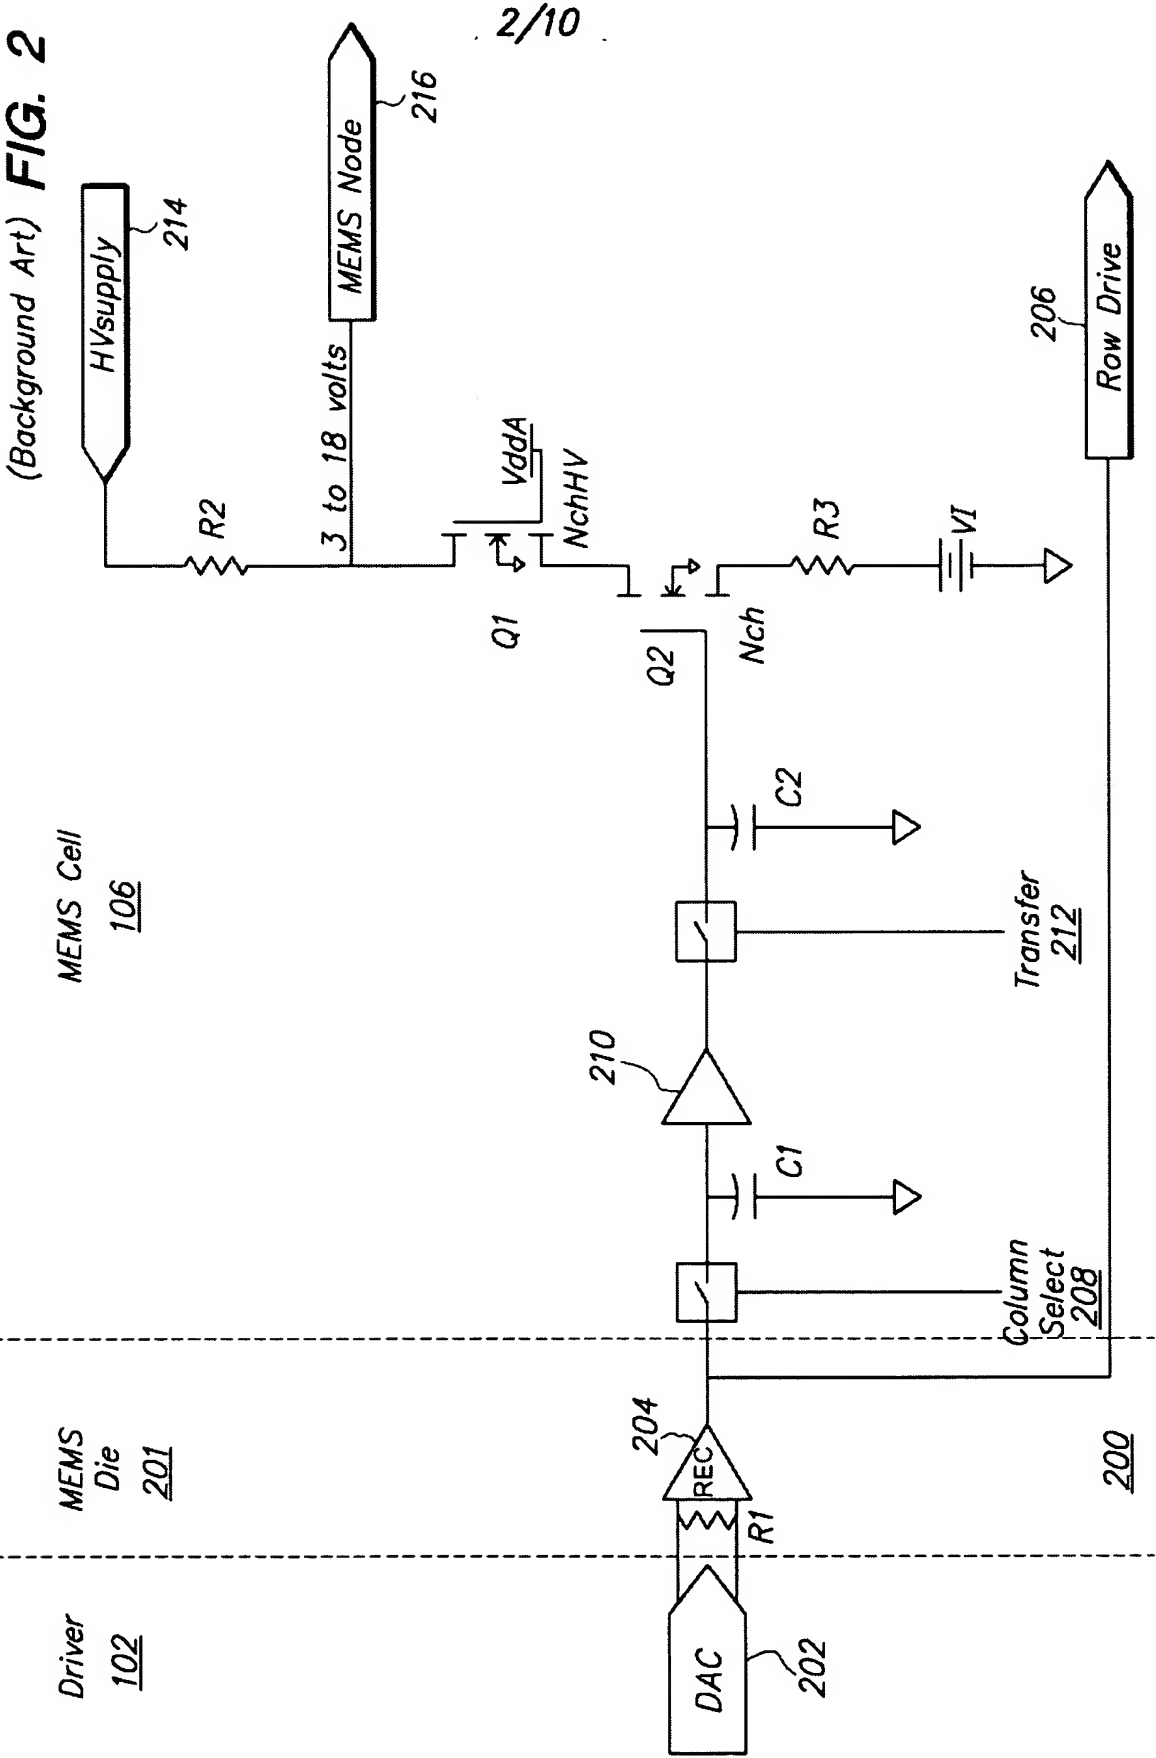 2/10
(Background Art) FIG. 2
Driver
102
MEMS
Die
201
MEMS Cell
106
HVsupply
214
R2
3 to 18 volts
MEMS Node
216
VddA
NchHV
Q1
Q2
Nch
R3
VI
DAC
202
R1
REC
204
210
C1
C2
Column
Select
208
Transfer
212
Row Drive
206
200